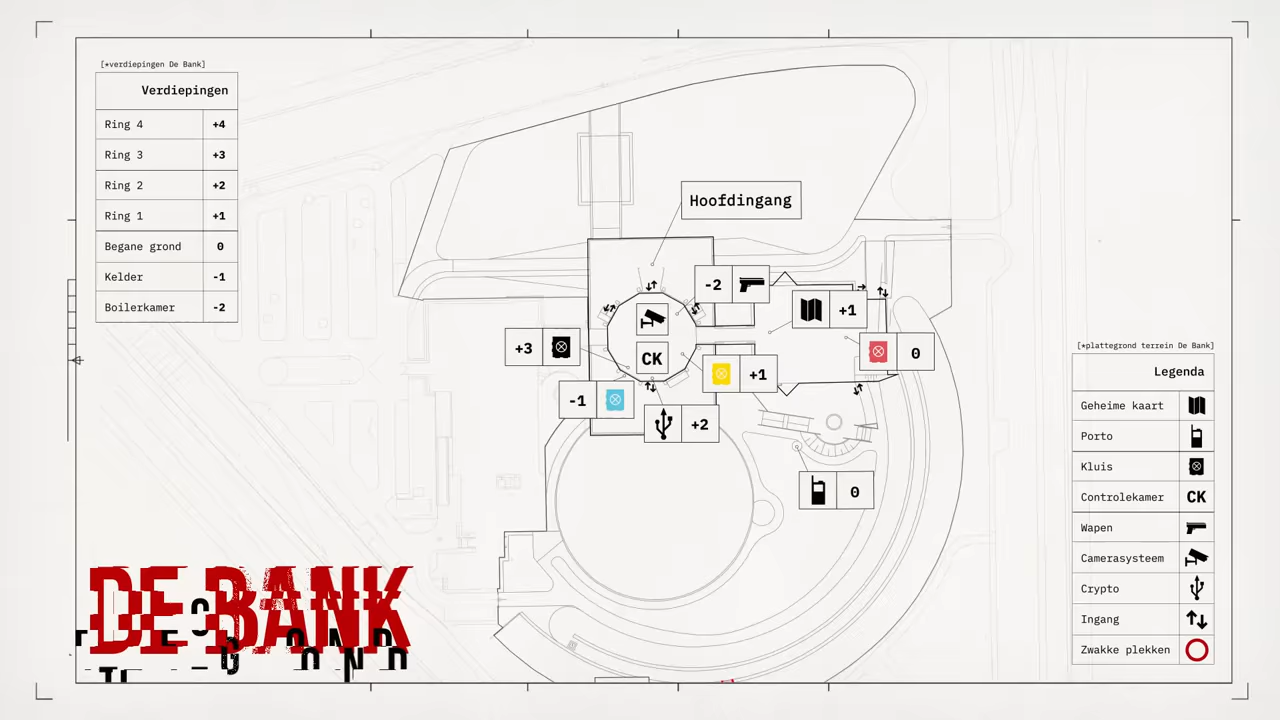 [*verdiepingen De Bank]
Verdiepingen
Ring 4 +4
Ring 3 +3
Ring 2 +2
Ring 1 +1
Begane grond 0
Kelder -1
Boilerkamer -2
Hoofdingang
-2
+1
+3
CK
0
+1
-1
+2
0
[*plattegrond terrein De Bank]
Legenda
Geheime kaart
Porto
Kluis
Controlekamer CK
Wapen
Camerasysteem
Crypto
Ingang
Zwakke plekken
DE BANK